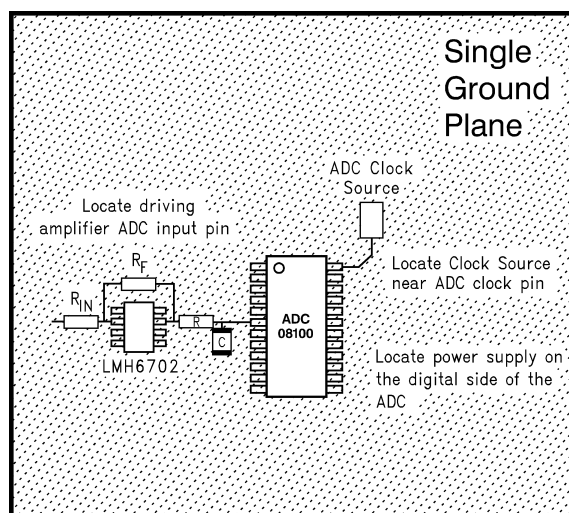 Single
Ground
Plane
ADC Clock
Source
Locate driving
amplifier ADC input pin
RF
RIN
R
C
LMH6702
ADC
08100
Locate Clock Source
near ADC clock pin
Locate power supply on
the digital side of the
ADC